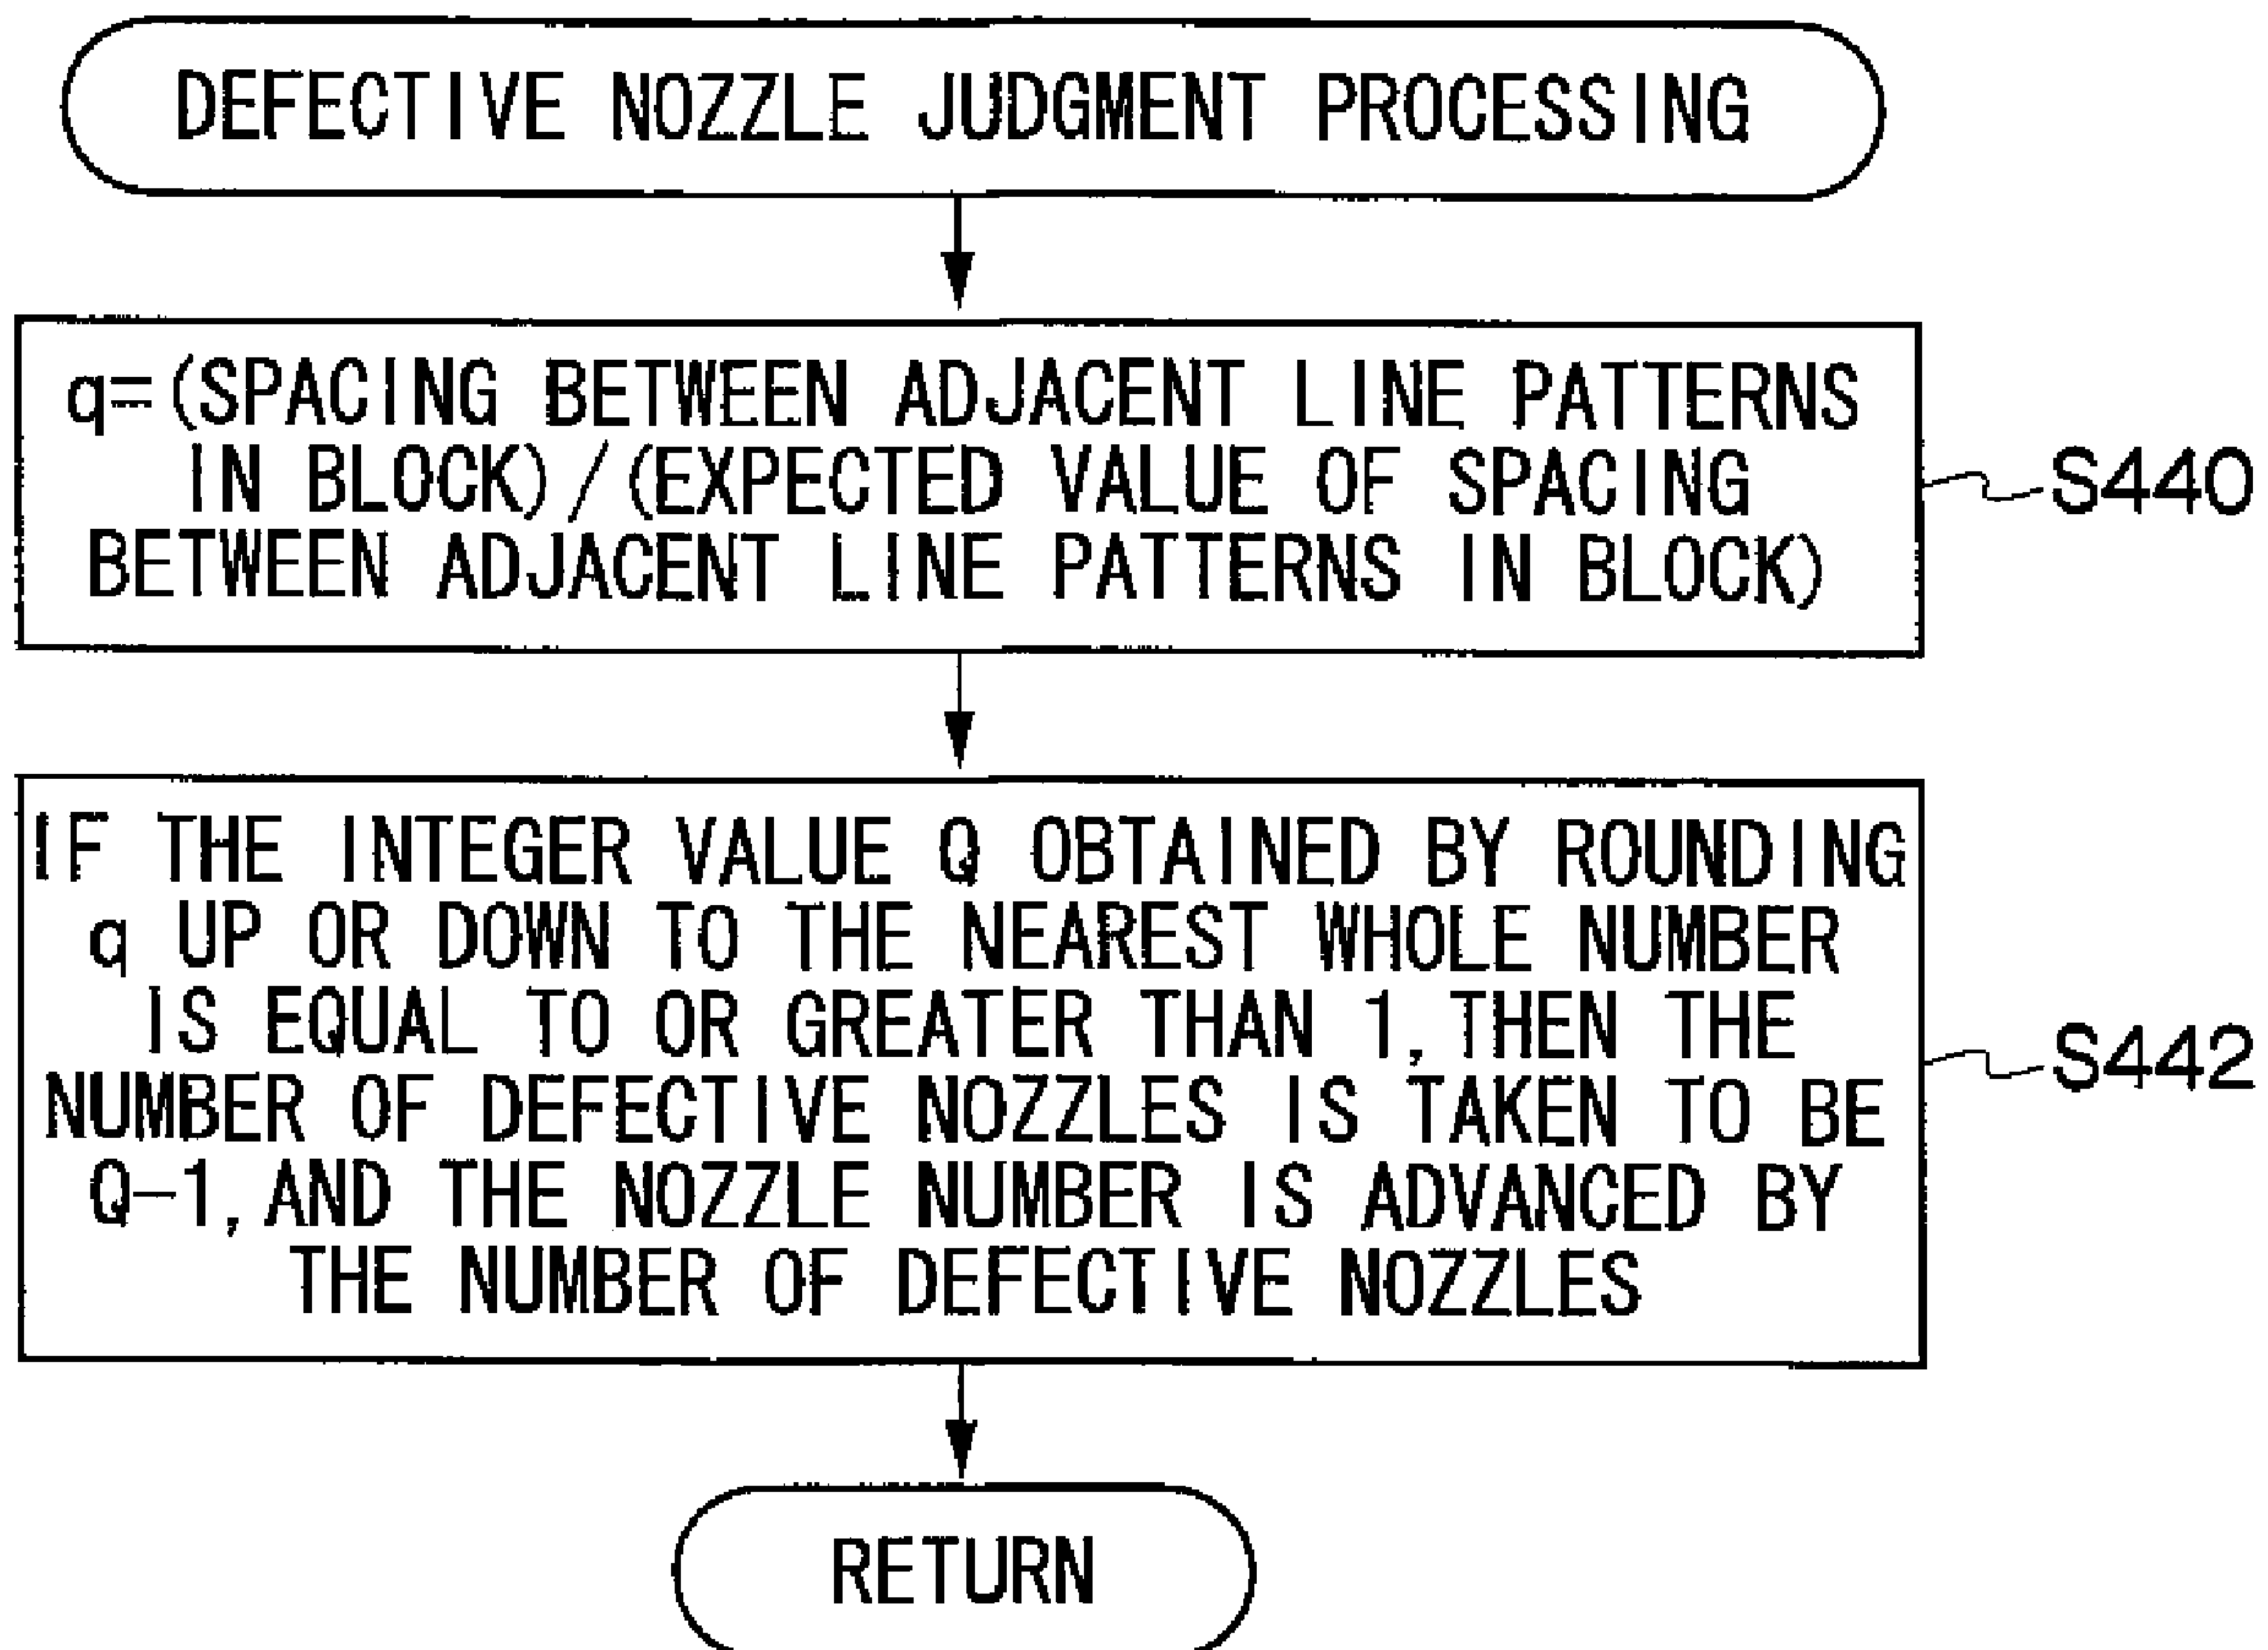 DEFECTIVE NOZZLE JUDGMENT PROCESSING
q=(SPACING BETWEEN ADJACENT LINE PATTERNS
IN BLOCK)/(EXPECTED VALUE OF SPACING
BETWEEN ADJACENT LINE PATTERNS IN BLOCK)
S440
IF THE INTEGER VALUE Q OBTAINED BY ROUNDING
q UP OR DOWN TO THE NEAREST WHOLE NUMBER
IS EQUAL TO OR GREATER THAN 1, THEN THE
NUMBER OF DEFECTIVE NOZZLES IS TAKEN TO BE
Q-1, AND THE NOZZLE NUMBER IS ADVANCED BY
THE NUMBER OF DEFECTIVE NOZZLES
S442
RETURN